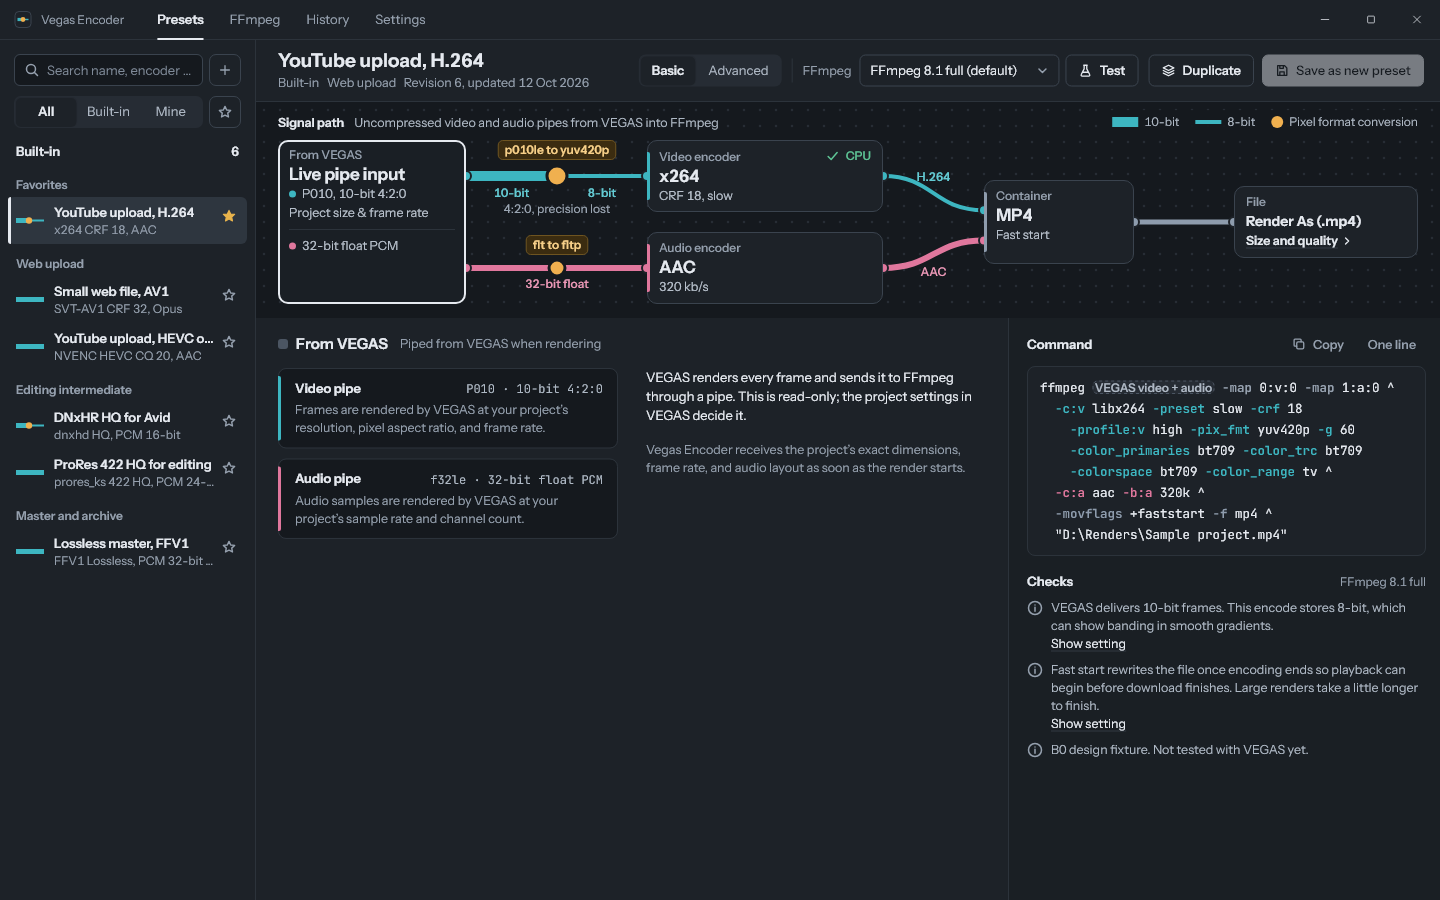 Vegas Encoder
Presets
FFmpeg
History
Settings
Search name, encoder ...
All
Built-in
Mine
Built-in 6
Favorites
YouTube upload, H.264
x264 CRF 18, AAC
Web upload
Small web file, AV1
SVT-AV1 CRF 32, Opus
YouTube upload, HEVC o...
NVENC HEVC CQ 20, AAC
Editing intermediate
DNxHR HQ for Avid
dnxhd HQ, PCM 16-bit
ProRes 422 HQ for editing
prores_ks 422 HQ, PCM 24-...
Master and archive
Lossless master, FFV1
FFV1 Lossless, PCM 32-bit ...
YouTube upload, H.264
Built-in Web upload Revision 6, updated 12 Oct 2026
Basic
Advanced
FFmpeg
FFmpeg 8.1 full (default)
Test
Duplicate
Save as new preset
Signal path Uncompressed video and audio pipes from VEGAS into FFmpeg
10-bit
8-bit
Pixel format conversion
From VEGAS
Live pipe input
P010, 10-bit 4:2:0
Project size & frame rate
32-bit float PCM
p010le to yuv420p
10-bit
8-bit
4:2:0, precision lost
flt to fltp
32-bit float
Video encoder
CPU
x264
CRF 18, slow
Audio encoder
AAC
320 kb/s
H.264
AAC
Container
MP4
Fast start
File
Render As (.mp4)
Size and quality
From VEGAS Piped from VEGAS when rendering
Video pipe P010 · 10-bit 4:2:0
Frames are rendered by VEGAS at your project's
resolution, pixel aspect ratio, and frame rate.
Audio pipe f32le · 32-bit float PCM
Audio samples are rendered by VEGAS at your
project's sample rate and channel count.
VEGAS renders every frame and sends it to FFmpeg
through a pipe. This is read-only; the project settings in
VEGAS decide it.
Vegas Encoder receives the project's exact dimensions,
frame rate, and audio layout as soon as the render starts.
Command
Copy
One line
ffmpeg VEGAS video + audio -map 0:v:0 -map 1:a:0 ^
-c:v libx264 -preset slow -crf 18
-profile:v high -pix_fmt yuv420p -g 60
-color_primaries bt709 -color_trc bt709
-colorspace bt709 -color_range tv ^
-c:a aac -b:a 320k ^
-movflags +faststart -f mp4 ^
"D:\Renders\Sample project.mp4"
Checks
FFmpeg 8.1 full
VEGAS delivers 10-bit frames. This encode stores 8-bit, which
can show banding in smooth gradients.
Show setting
Fast start rewrites the file once encoding ends so playback can
begin before download finishes. Large renders take a little longer
to finish.
Show setting
B0 design fixture. Not tested with VEGAS yet.